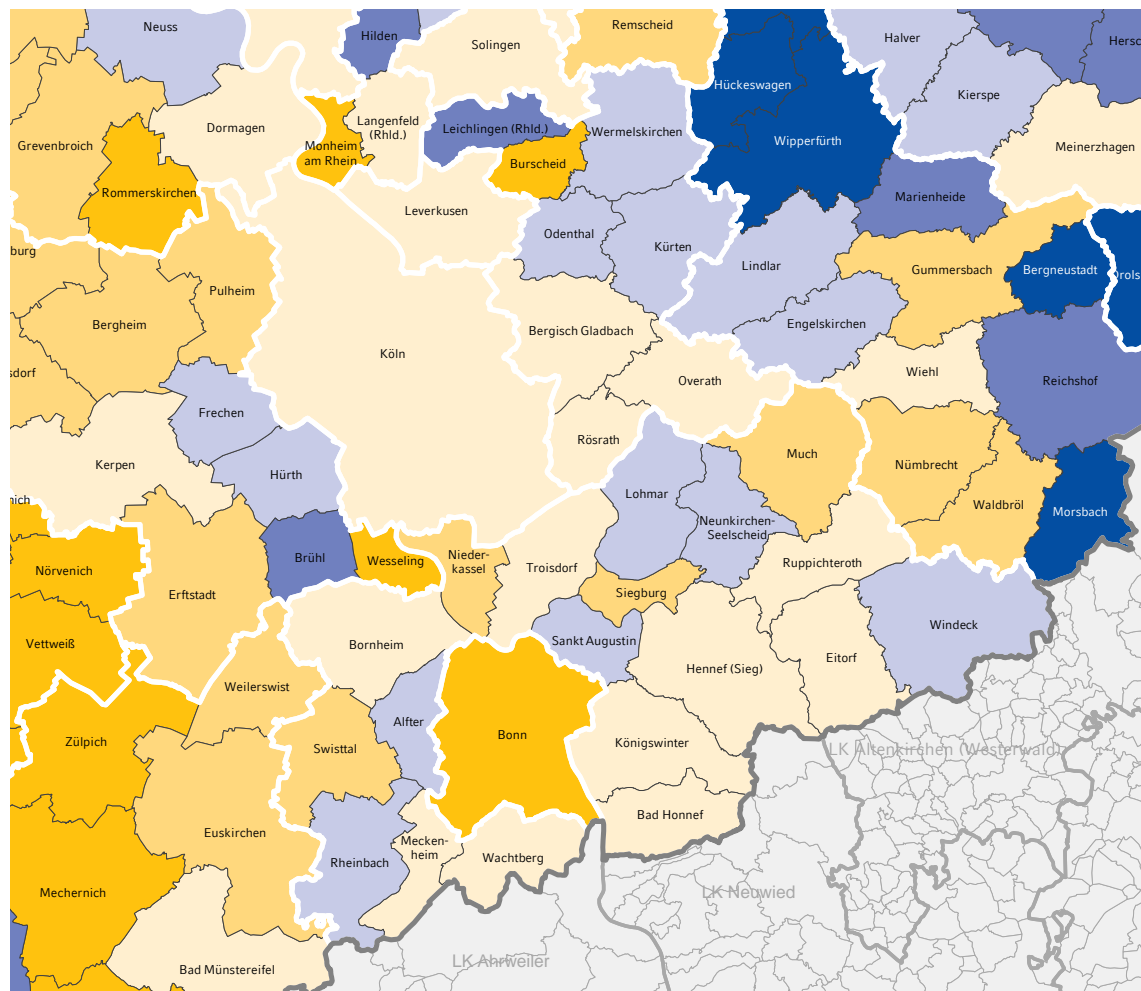 Neuss
Hilden
Solingen
Remscheid
Halver
Hersc
Hückeswagen
Kierspe
Dormagen
Langenfeld
(Rhld.)
Leichlingen (Rhld.)
Wermelskirchen
Wipperfürth
Grevenbroich
Monheim
am Rhein
Burscheid
Meinerzhagen
Rommerskirchen
Leverkusen
Marienheide
Odenthal
Kürten
burg
Lindlar
Gummersbach
Bergneustadt
rols
Pulheim
Bergheim
Bergisch Gladbach
Engelskirchen
Köln
sdorf
Overath
Wiehl
Reichshof
Frechen
Rösrath
Kerpen
Hürth
Much
Nümbrecht
nich
Lohmar
Waldbröl
Morsbach
Neunkirchen-
Seelscheid
Brühl
Wesseling
Nieder-
kassel
Troisdorf
Ruppichteroth
Nörvenich
Erftstadt
Siegburg
Windeck
Vettweiß
Bornheim
Sankt Augustin
Hennef (Sieg)
Eitorf
Weilerswist
Alfter
Zülpich
Swisttal
Bonn
Königswinter
LK Altenkirchen (Westerwald)
Bad Honnef
Euskirchen
Rheinbach
Mecken-
heim
Wachtberg
Mechernich
LK Neuwied
Bad Münstereifel
LK Ahrweiler